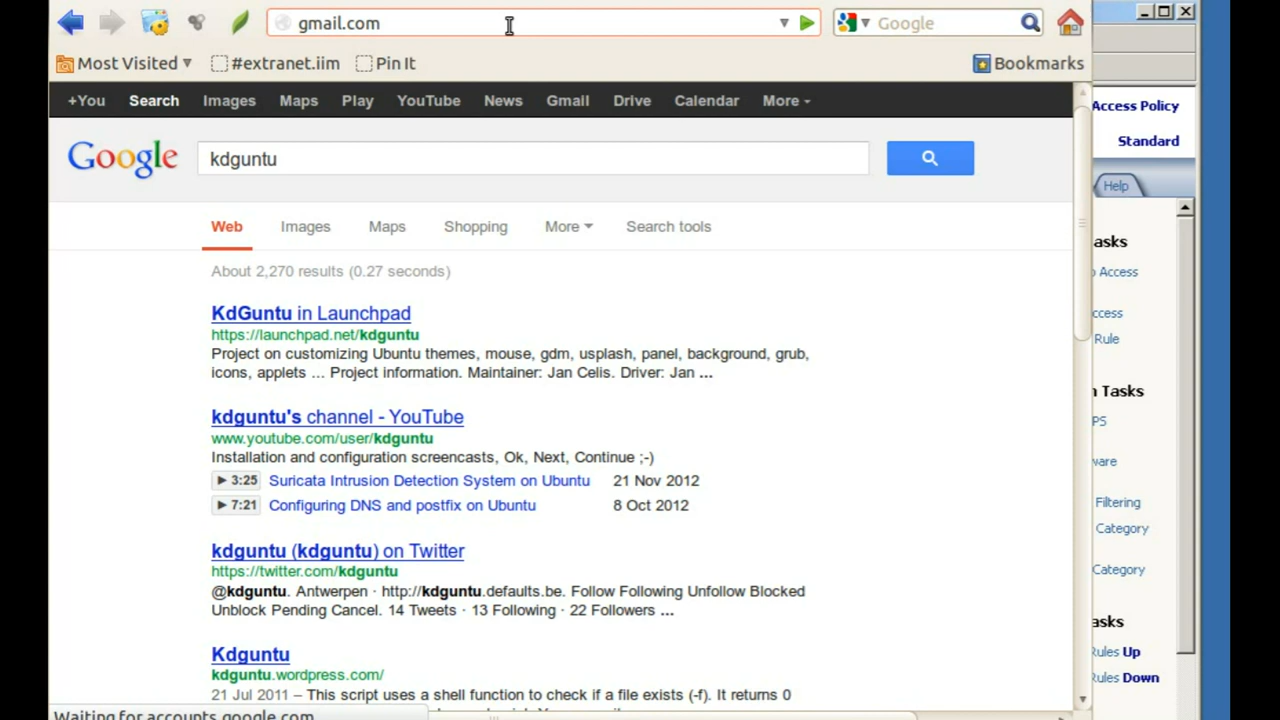 gmail.com
Google
Most Visited
#extranet.iim
Pin It
Bookmarks
+You Search Images Maps Play YouTube News Gmail Drive Calendar More
Google
kdguntu
Web Images Maps Shopping More Search tools
About 2,270 results (0.27 seconds)
KdGuntu in Launchpad
https://launchpad.net/kdguntu
Project on customizing Ubuntu themes, mouse, gdm, usplash, panel, background, grub,
icons, applets ... Project information. Maintainer: Jan Celis. Driver: Jan ...
kdguntu's channel - YouTube
www.youtube.com/user/kdguntu
Installation and configuration screencasts, Ok, Next, Continue ;-)
3:25 Suricata Intrusion Detection System on Ubuntu 21 Nov 2012
7:21 Configuring DNS and postfix on Ubuntu 8 Oct 2012
kdguntu (kdguntu) on Twitter
https://twitter.com/kdguntu
@kdguntu. Antwerpen · http://kdguntu.defaults.be. Follow Following Unfollow Blocked
Unblock Pending Cancel. 14 Tweets · 13 Following · 22 Followers ...
Kdguntu
kdguntu.wordpress.com/
21 Jul 2011 – This script uses a shell function to check if a file exists (-f). It returns 0
Waiting for accounts.google.com
Access Policy
Standard
Help
asks
Access
ccess
Rule
Tasks
PS
ware
Filtering
Category
Category
asks
Rules Up
Rules Down